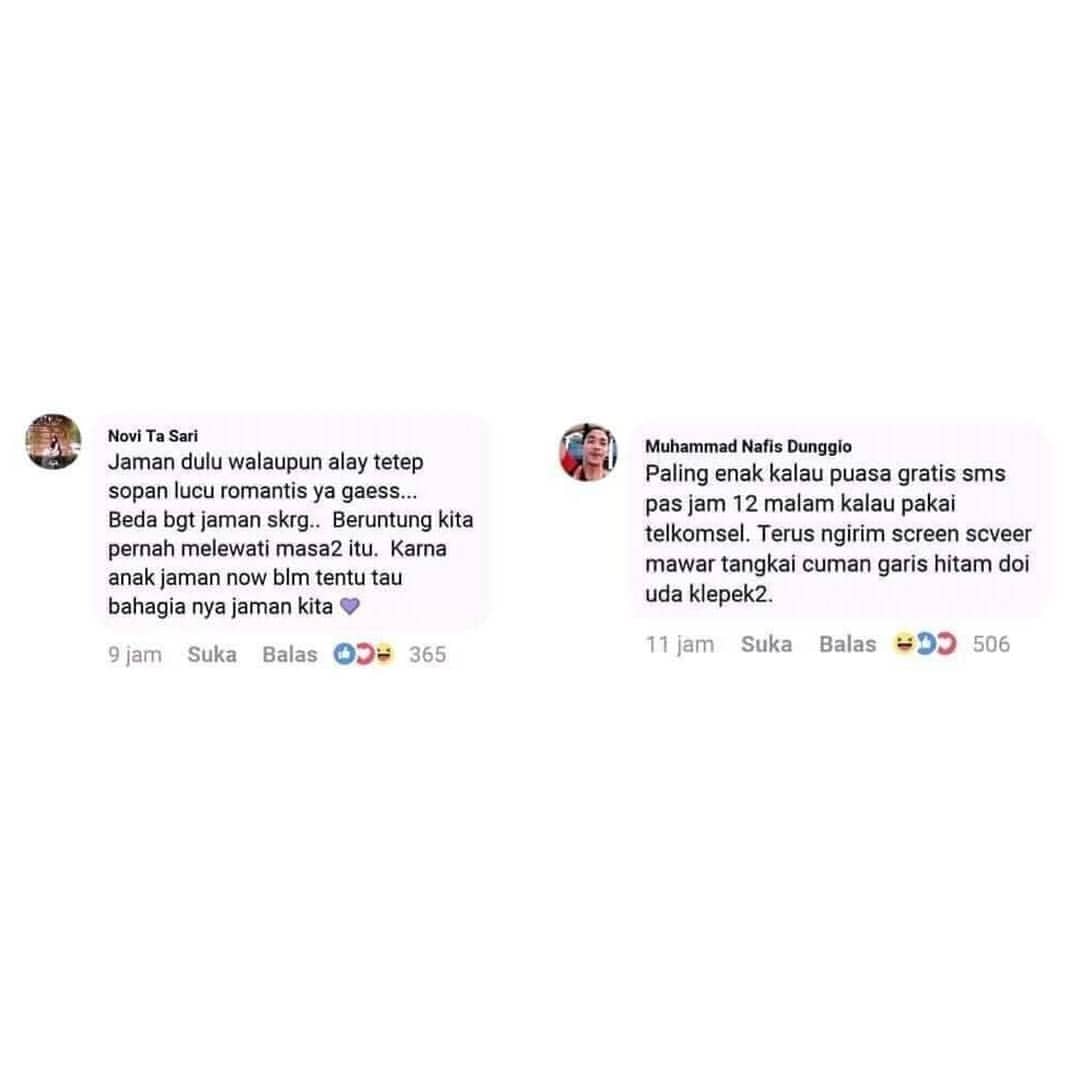 Novi Ta Sari
Jaman dulu walaupun alay tetep
sopan lucu romantis ya gaess...
Beda bgt jaman skrg..  Beruntung kita
pernah melewati masa2 itu.  Karna
anak jaman now blm tentu tau
bahagia nya jaman kita 💜
9 jam Suka Balas 365
Muhammad Nafis Dunggio
Paling enak kalau puasa gratis sms
pas jam 12 malam kalau pakai
telkomsel. Terus ngirim screen scveer
mawar tangkai cuman garis hitam doi
uda klepek2.
11 jam Suka Balas 506